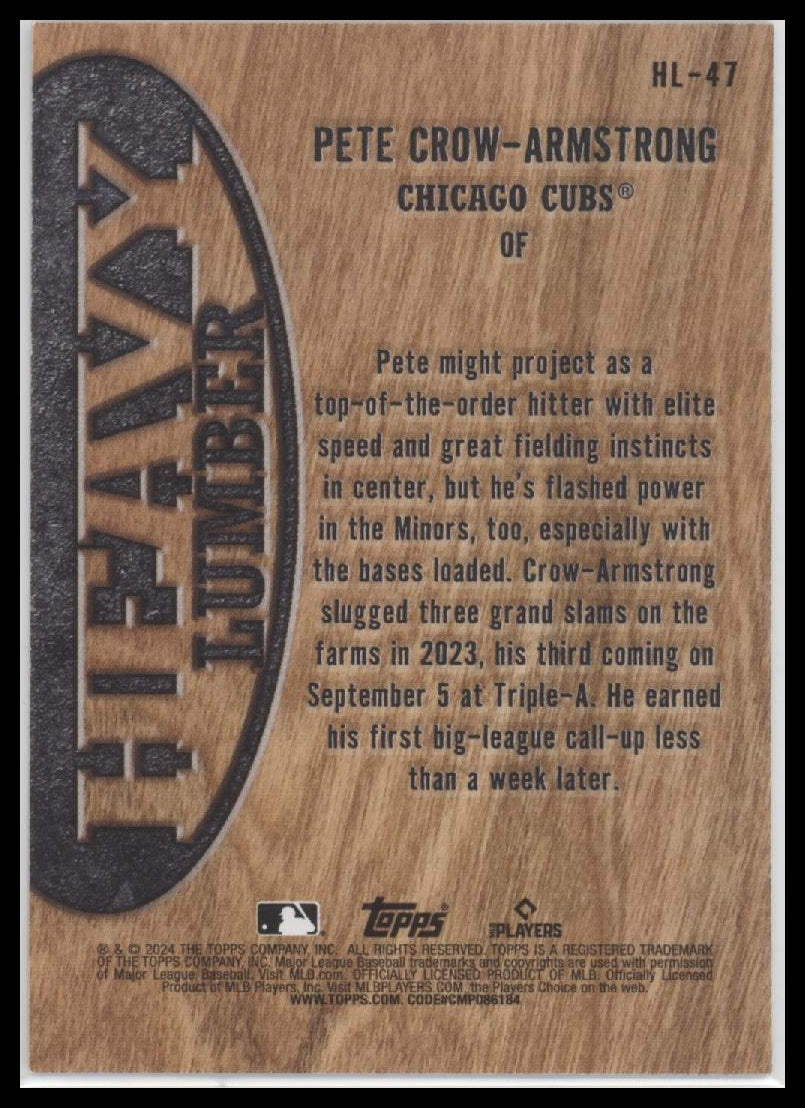 HL-47
PETE CROW-ARMSTRONG
CHICAGO CUBS®
OF
HEAVY
LUMBER
Pete might project as a
top-of-the-order hitter with elite
speed and great fielding instincts
in center, but he's flashed power
in the Minors, too, especially with
the bases loaded. Crow-Armstrong
slugged three grand slams on the
farms in 2023, his third coming on
September 5 at Triple-A. He earned
his first big-league call-up less
than a week later.
Topps®
MLB PLAYERS
® & © 2024 THE TOPPS COMPANY, INC. ALL RIGHTS RESERVED. TOPPS IS A REGISTERED TRADEMARK
OF THE TOPPS COMPANY, INC. Major League Baseball trademarks and copyrights are used with permission
of Major League Baseball. Visit MLB.com. OFFICIALLY LICENSED PRODUCT OF MLB. Officially Licensed
Product of MLB Players, Inc. Visit MLBPLAYERS.COM, the Players Choice on the web.
WWW.TOPPS.COM. CODE#CMP086184